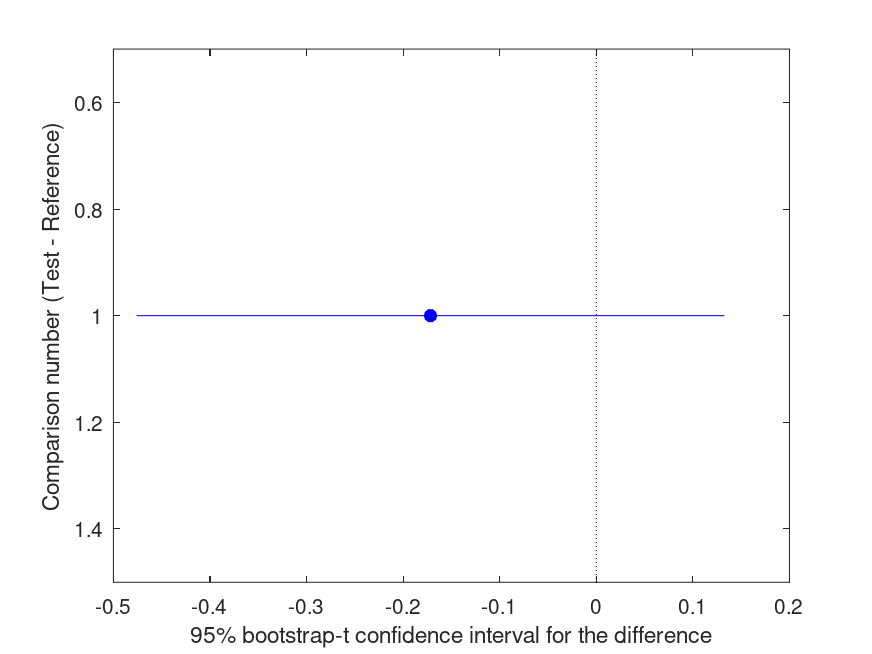 0.6
0.8
1
1.2
1.4
Comparison number (Test - Reference)
-0.5 -0.4 -0.3 -0.2 -0.1 0 0.1 0.2
95% bootstrap-t confidence interval for the difference